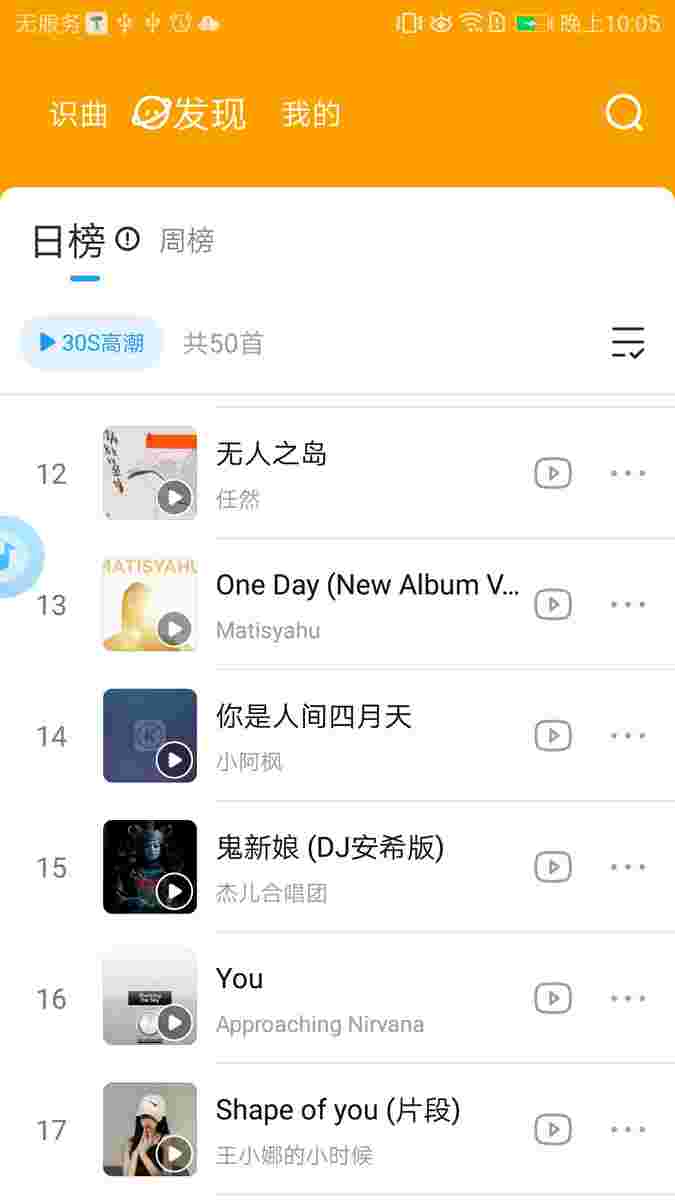 无服务 晚上10:05
识曲 发现 我的
日榜 周榜
30S高潮 共50首
12 无人之岛
任然
MATISYAHU
13 One Day (New Album V...
Matisyahu
14 你是人间四月天
小阿枫
15 鬼新娘 (DJ安希版)
杰儿合唱团
16 You
Approaching Nirvana
17 Shape of you (片段)
王小娜的小时候